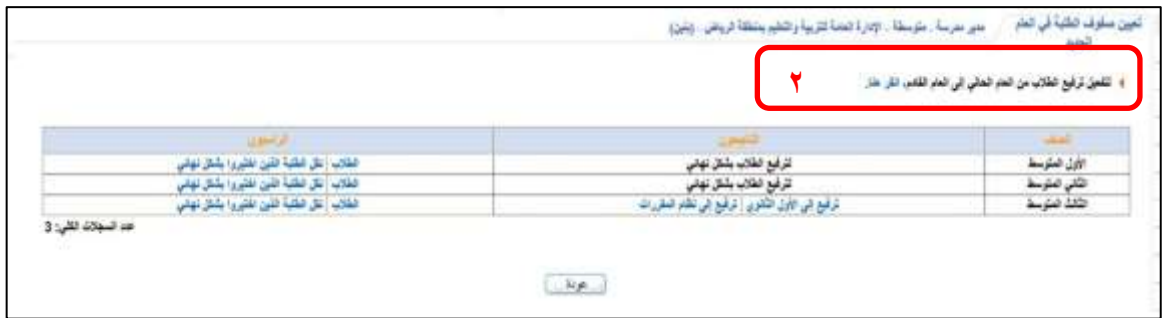 تعيين صفوف الطلبة في العام الجديد
مدير مدرسة . متوسطة . الإدارة العامة للتربية والتعليم بمنطقة الرياض . (بنين)
لتفعيل ترفيع الطلاب من العام الحالي إلى العام القادم، انقر هنا.
٢
الصف الناجحون الراسبون
الأول المتوسط لترفيع الطلاب بشكل نهائي الطلاب | نقل الطلبة الذين اختبروا بشكل نهائي
الثاني المتوسط لترفيع الطلاب بشكل نهائي الطلاب | نقل الطلبة الذين اختبروا بشكل نهائي
الثالث المتوسط ترفيع إلى الأول الثانوي | ترفيع إلى نظام المقررات الطلاب | نقل الطلبة الذين اختبروا بشكل نهائي
عدد السجلات الكلي: 3
عودة